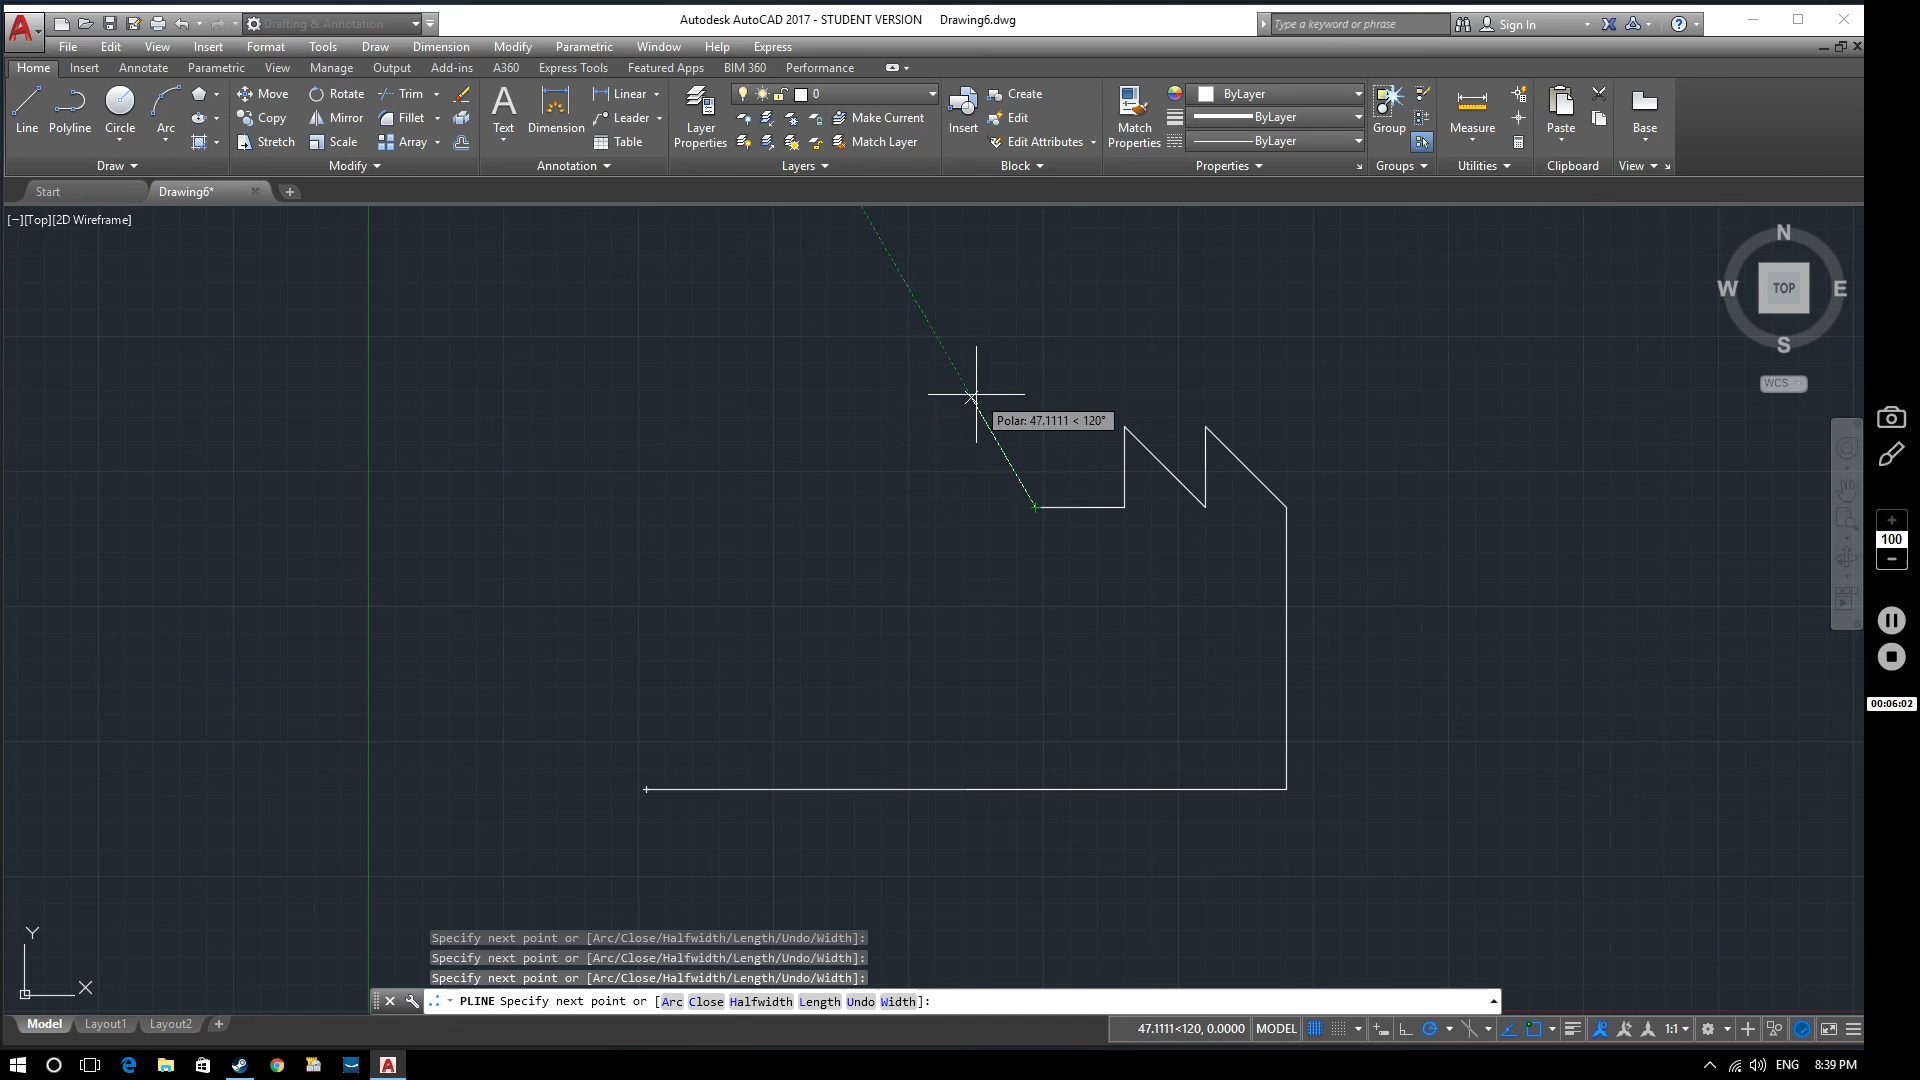 Drafting & Annotation
Autodesk AutoCAD 2017 - STUDENT VERSION Drawing6.dwg
Type a keyword or phrase
Sign In
File Edit View Insert Format Tools Draw Dimension Modify Parametric Window Help Express
Home Insert Annotate Parametric View Manage Output Add-ins A360 Express Tools Featured Apps BIM 360 Performance
Line Polyline Circle Arc
Move Rotate Trim
Copy Mirror Fillet
Stretch Scale Array
Text Dimension
Linear
Leader
Table
Layer Properties
0
Make Current
Match Layer
Insert
Create
Edit
Edit Attributes
Match Properties
ByLayer
ByLayer
ByLayer
Group
Measure
Paste
Base
Draw Modify Annotation Layers Block Properties Groups Utilities Clipboard View
Start Drawing6*
[−][Top][2D Wireframe]
N
W TOP E
S
WCS
Polar: 47.1111 < 120°
100
00:06:02
Y
X
Specify next point or [Arc/Close/Halfwidth/Length/Undo/Width]:
Specify next point or [Arc/Close/Halfwidth/Length/Undo/Width]:
Specify next point or [Arc/Close/Halfwidth/Length/Undo/Width]:
PLINE Specify next point or [Arc Close Halfwidth Length Undo Width]:
Model Layout1 Layout2
47.1111<120, 0.0000 MODEL 1:1
ENG 8:39 PM